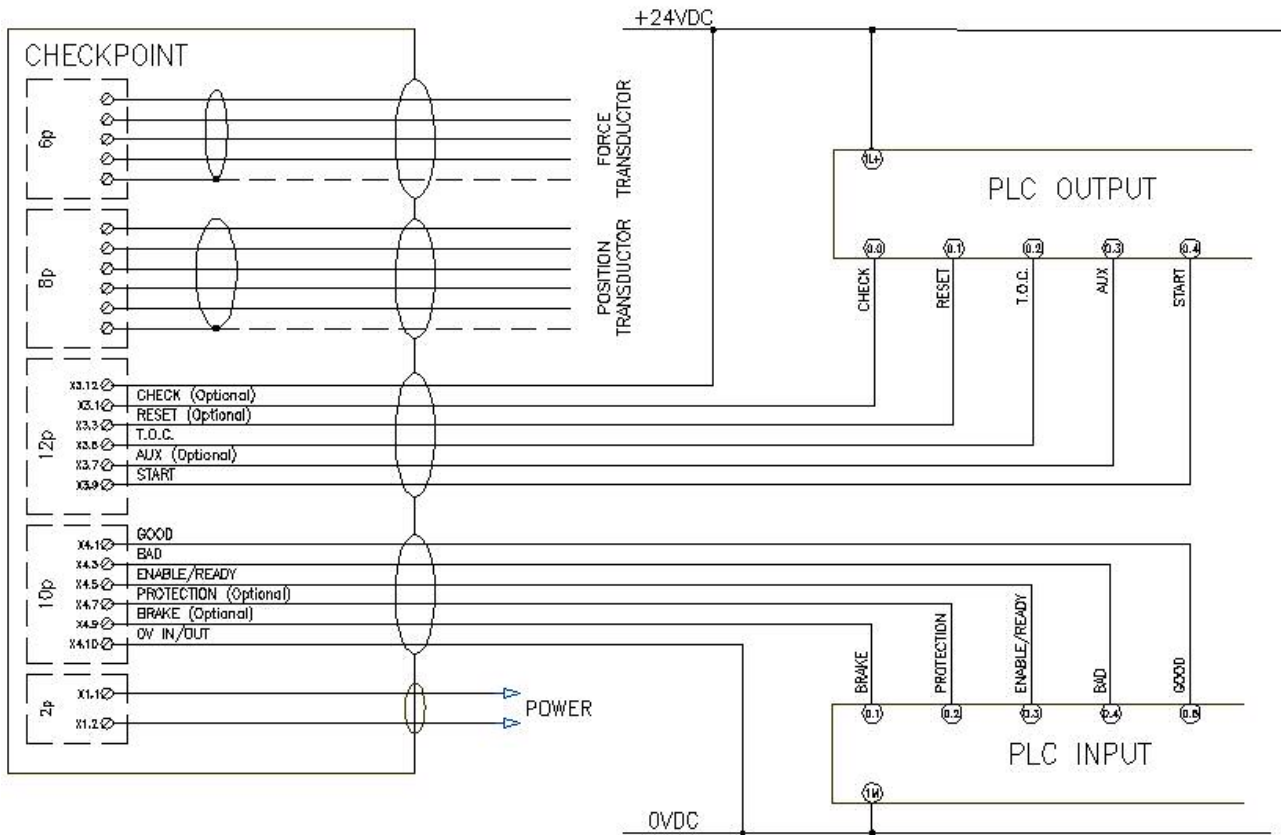 +24VDC
CHECKPOINT
6p
FORCE
TRANSDUCTOR
8p
POSITION
TRANSDUCTOR
1L+
PLC OUTPUT
0.0
0.1
0.2
0.3
0.4
CHECK
RESET
T.O.C.
AUX
START
12p
X3.12
CHECK (Optional)
X3.1
RESET (Optional)
X3.3
T.O.C.
AUX (Optional)
X3.7
START
X3.9
10p
GOOD
X4.1
BAD
X4.3
ENABLE/READY
X4.5
PROTECTION (Optional)
X4.7
BRAKE (Optional)
X4.9
0V IN/OUT
X4.10
2p
X1.1
X1.2
POWER
BRAKE
PROTECTION
ENABLE/READY
BAD
GOOD
0.1
0.2
0.3
0.4
PLC INPUT
1M
0VDC